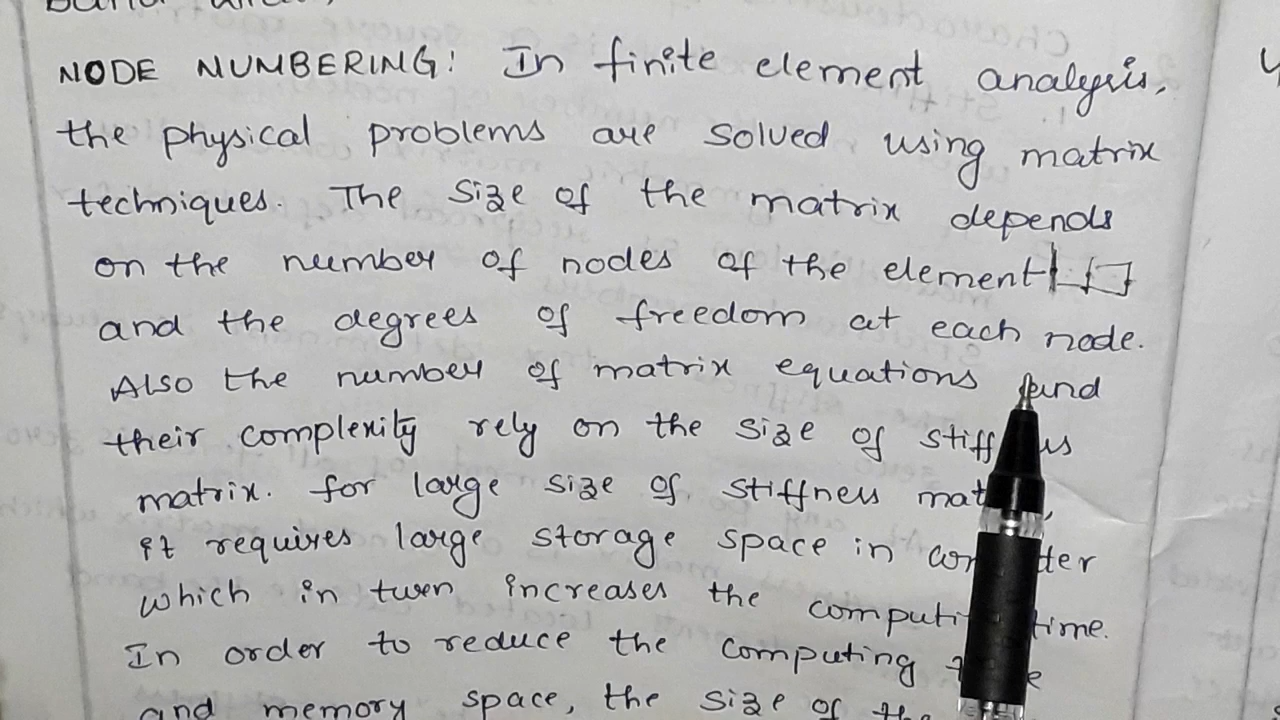 NODE NUMBERING: In finite element analysis,
the physical problems are solved using matrix
techniques. The size of the matrix depends
on the number of nodes of the element
and the degrees of freedom at each node.
Also the number of matrix equations and
their complexity rely on the size of stiff
matrix. for large size of stiffness mat
it requires large storage space in
which in turn increases the computi time.
In order to reduce the computing
and memory space, the size of the